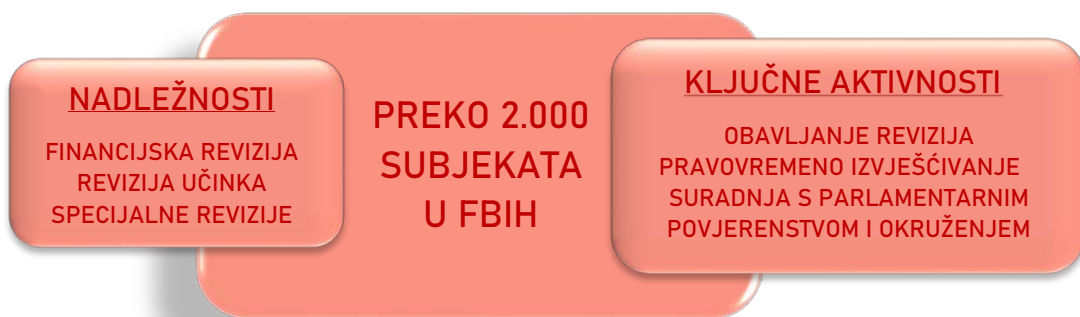 NADLEŽNOSTI
FINANCIJSKA REVIZIJA
REVIZIJA UČINKA
SPECIJALNE REVIZIJE
PREKO 2.000
SUBJEKATA
U FBIH
KLJUČNE AKTIVNOSTI
OBAVLJANJE REVIZIJA
PRAVOVREMENO IZVJEŠĆIVANJE
SURADNJA S PARLAMENTARNIM
POVJERENSTVOM I OKRUŽENJEM